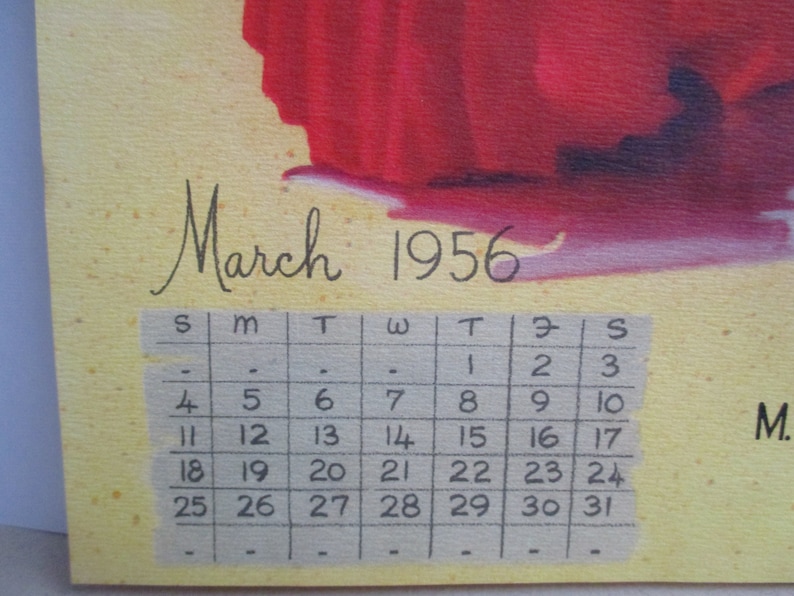 March 1956
S M T W T F S
- - - - 1 2 3
4 5 6 7 8 9 10
11 12 13 14 15 16 17
18 19 20 21 22 23 24
25 26 27 28 29 30 31
- - - - - - -
M.